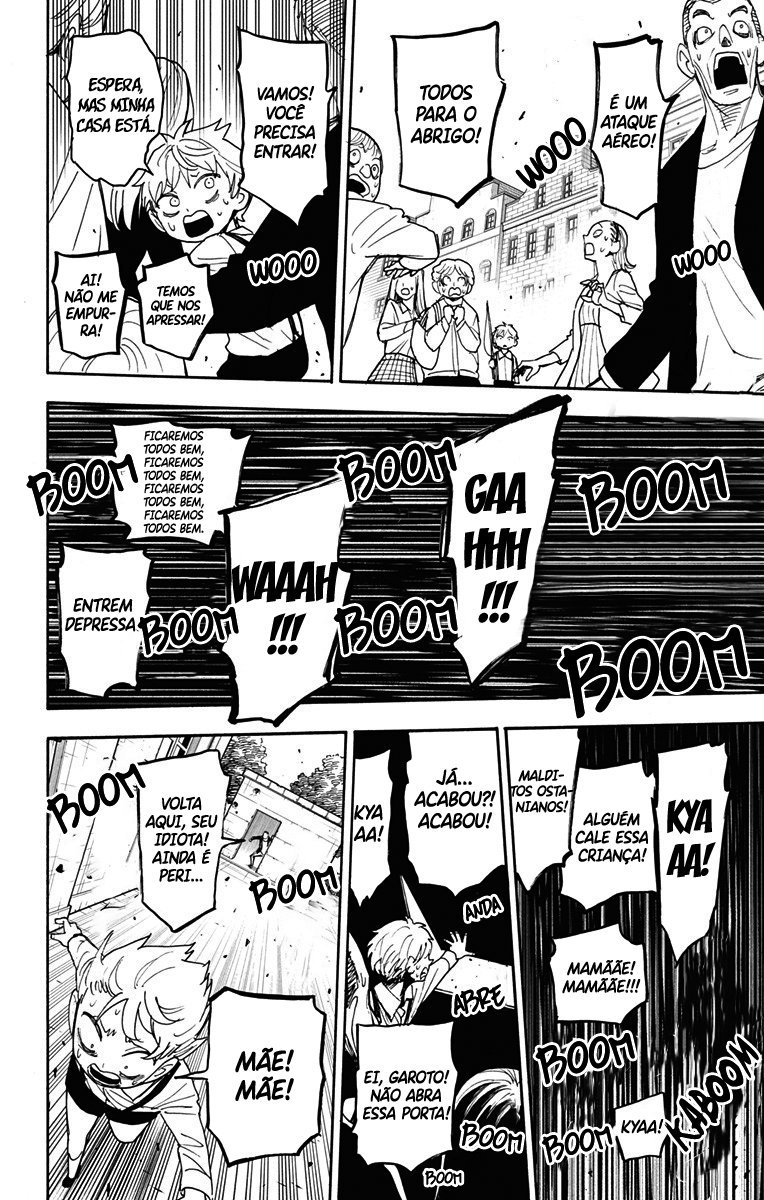 É UM
ATAQUE
AÉREO!
WOOO
TODOS
PARA O
ABRIGO!
WOOO
VAMOS!
VOCÊ
PRECISA
ENTRAR!
ESPERA,
MAS MINHA
CASA ESTÁ..
WOOO
TEMOS
QUE NOS
APRESSAR!
AI!
NÃO ME
EMPUR-
RA!
BOOM
GAA
HHH
!!!
BOOM
BOOM
BOOM
WAAAH
!!!
FICAREMOS
TODOS BEM,
FICAREMOS
TODOS BEM,
FICAREMOS
TODOS BEM,
FICAREMOS
TODOS BEM.
BOOM
BOOM
ENTREM
DEPRESSA.
KYA
AA!
ALGUÉM
CALE ESSA
CRIANÇA!
MALDI-
TOS OSTA-
NIANOS!
MAMÃÃE!
MAMÃÃE!!!
BOOM
KABOOM
KYAA!
BOOM
JÁ...
ACABOU?!
ACABOU!
KYA
AA!
ANDA
ABRE
EI, GAROTO!
NÃO ABRA
ESSA PORTA!
BOOM
BOOM
BOOM
VOLTA
AQUI, SEU
IDIOTA!
AINDA É
PERI...
BOOM
MÃE!
MÃE!